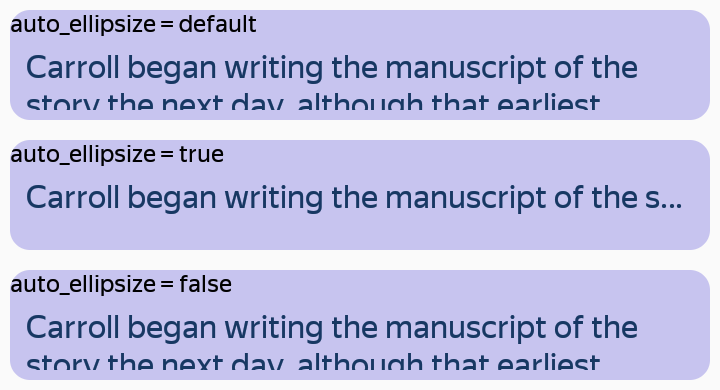 auto_ellipsize = default
Carroll began writing the manuscript of the
story the next day, although that earliest
auto_ellipsize = true
Carroll began writing the manuscript of the s...
auto_ellipsize = false
Carroll began writing the manuscript of the
story the next day, although that earliest